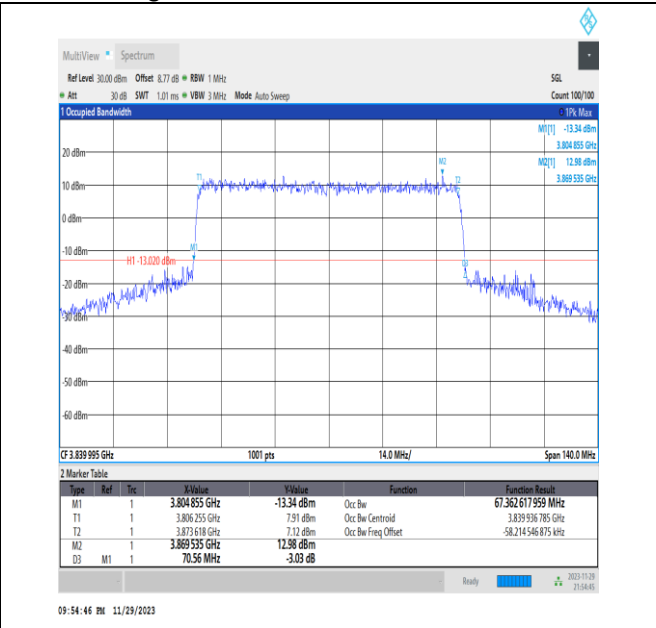 MultiView Spectrum
Ref Level 30.00 dBm Offset 8.77 dB RBW 1 MHz SGL
Att 30 dB SWT 1.01 ms VBW 3 MHz Mode Auto Sweep Count 100/100
1 Occupied Bandwidth 1Pk Max
M1[1] -13.34 dBm
3.804 855 GHz
M2[1] 12.98 dBm
3.869 535 GHz
20 dBm
M2
T1 T2
10 dBm
0 dBm
M1
-10 dBm
H1 -13.020 dBm
D3
-20 dBm
-30 dBm
-40 dBm
-50 dBm
-60 dBm
CF 3.839 995 GHz 1001 pts 14.0 MHz/ Span 140.0 MHz
2 Marker Table
Type Ref Trc X-Value Y-Value Function Function Result
M1 1 3.804 855 GHz -13.34 dBm Occ Bw 67.362 617 959 MHz
T1 1 3.806 255 GHz 7.91 dBm Occ Bw Centroid 3.839 936 785 GHz
T2 1 3.873 618 GHz 7.12 dBm Occ Bw Freq Offset -58.214 546 875 kHz
M2 1 3.869 535 GHz 12.98 dBm
D3 M1 1 70.56 MHz -3.03 dB
Ready 2023-11-29
21:54:45
09:54:46 PM 11/29/2023